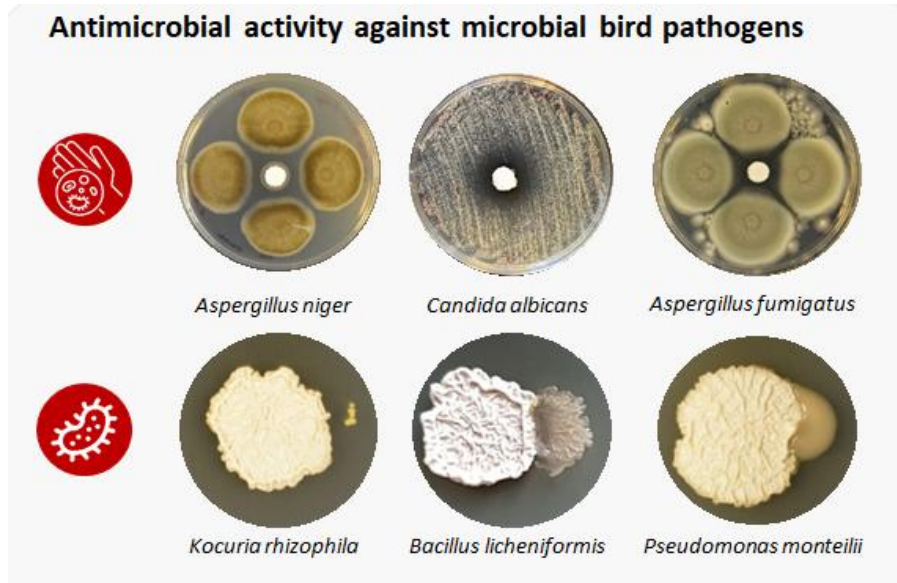 Antimicrobial activity against microbial bird pathogens
Aspergillus niger
Candida albicans
Aspergillus fumigatus
Kocuria rhizophila
Bacillus licheniformis
Pseudomonas monteilii